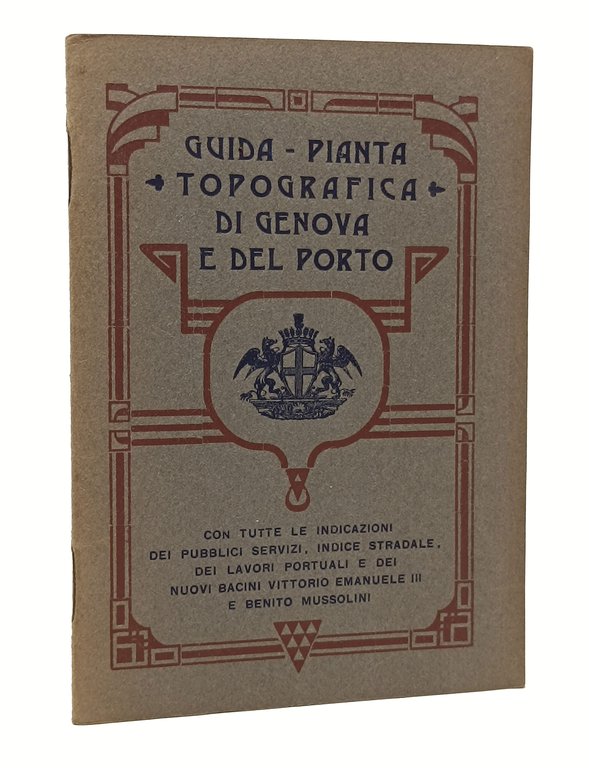 GUIDA - PIANTA
TOPOGRAFICA
DI GENOVA
E DEL PORTO
CON TUTTE LE INDICAZIONI
DEI PUBBLICI SERVIZI, INDICE STRADALE,
DEI LAVORI PORTUALI E DEI
NUOVI BACINI VITTORIO EMANUELE III
E BENITO MUSSOLINI